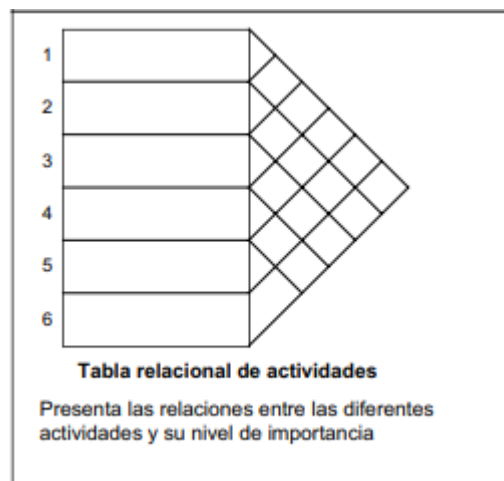 1
2
3
4
5
6
Tabla relacional de actividades
Presenta las relaciones entre las diferentes
actividades y su nivel de importancia